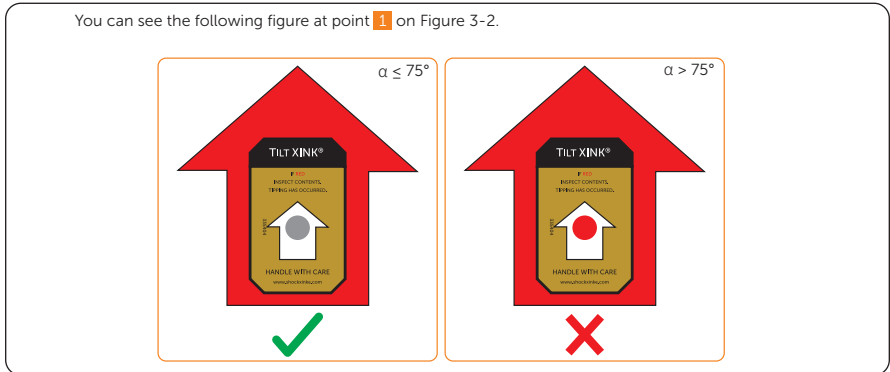 You can see the following figure at point 1 on Figure 3-2.
α ≤ 75°
TILT XINK®
IF RED
INSPECT CONTENTS,
TIPPING HAS OCCURRED.
HANDLE WITH CARE
www.shockinks.com
α > 75°
TILT XINK®
IF RED
INSPECT CONTENTS,
TIPPING HAS OCCURRED.
HANDLE WITH CARE